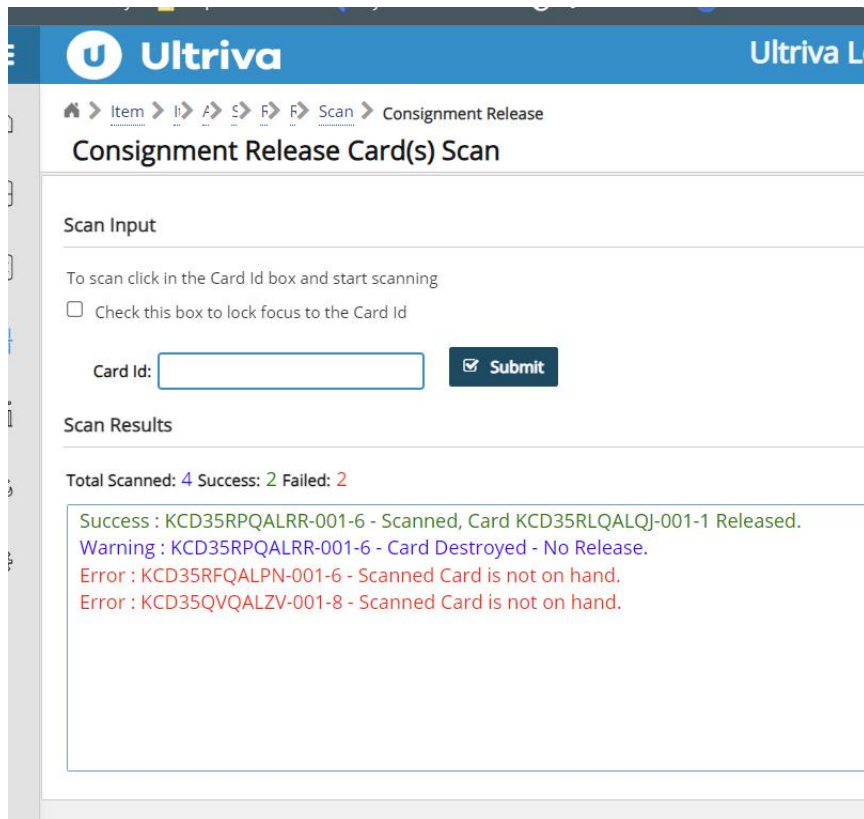 Ultriva
Ultriva L
Item > > > > > > Scan > Consignment Release
Consignment Release Card(s) Scan
Scan Input
To scan click in the Card Id box and start scanning
Check this box to lock focus to the Card Id
Card Id:
Submit
Scan Results
Total Scanned: 4 Success: 2 Failed: 2
Success : KCD35RPQALRR-001-6 - Scanned, Card KCD35RLQALQJ-001-1 Released.
Warning : KCD35RPQALRR-001-6 - Card Destroyed - No Release.
Error : KCD35RFQALPN-001-6 - Scanned Card is not on hand.
Error : KCD35QVQALZV-001-8 - Scanned Card is not on hand.